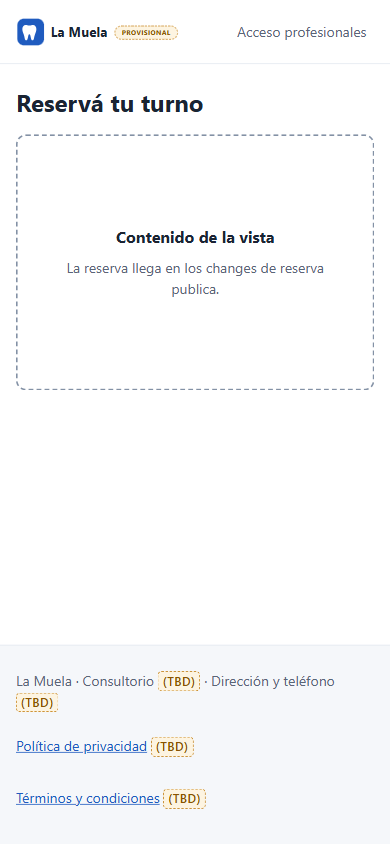 La Muela PROVISIONAL Acceso profesionales
Reservá tu turno
Contenido de la vista
La reserva llega en los changes de reserva
publica.
La Muela · Consultorio (TBD) · Dirección y teléfono
(TBD)
Política de privacidad (TBD)
Términos y condiciones (TBD)